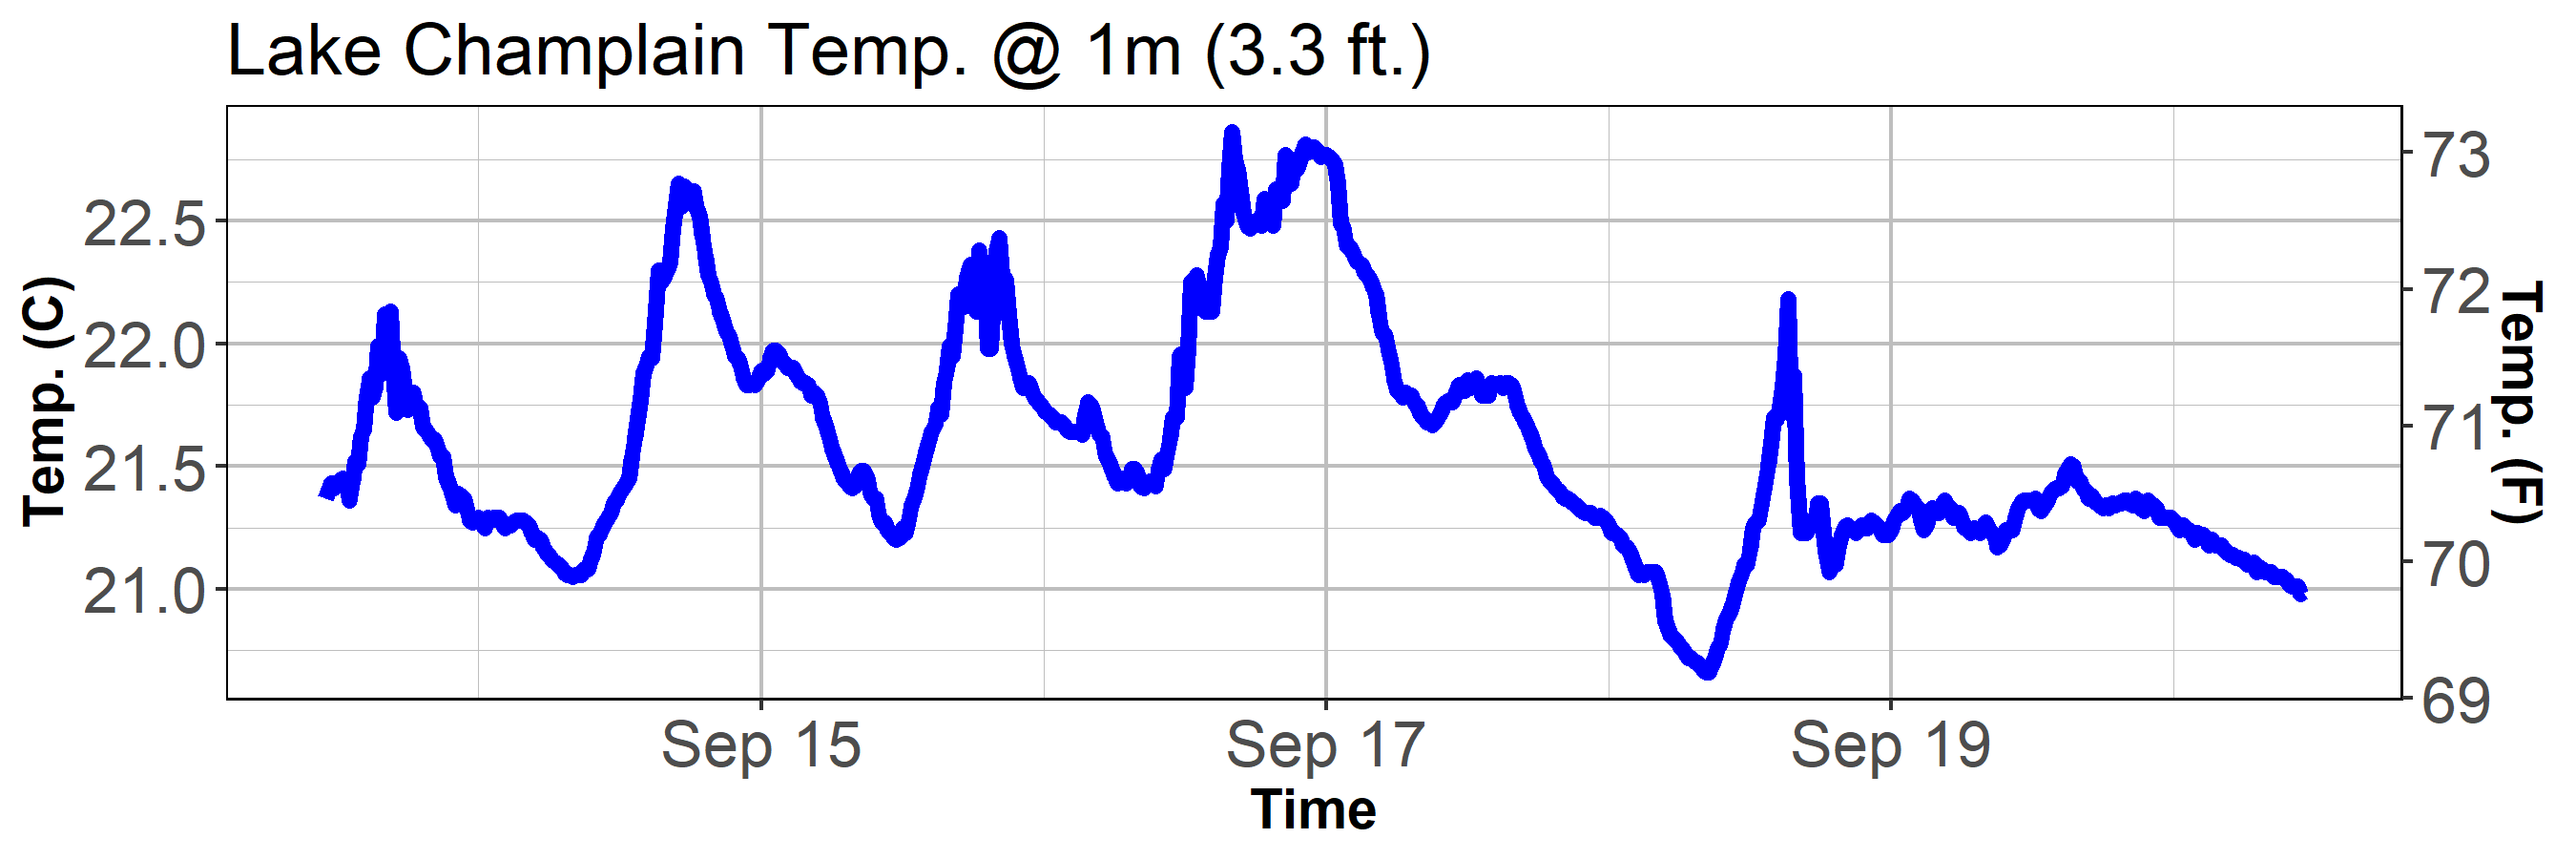 Lake Champlain Temp. @ 1m (3.3 ft.)
Temp. (C)
22.5
22.0
21.5
21.0
73
72
71
70
69
Temp. (F)
Sep 15
Sep 17
Sep 19
Time